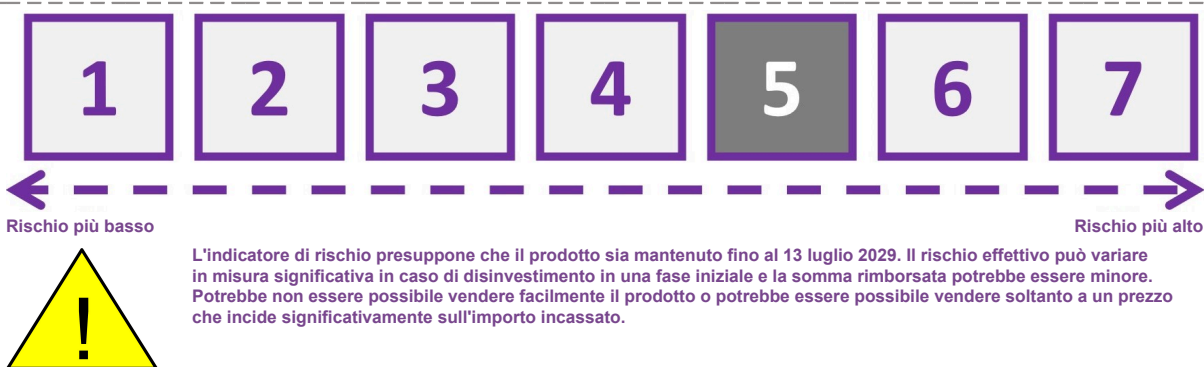 1 2 3 4 5 6 7
Rischio più basso Rischio più alto
L'indicatore di rischio presuppone che il prodotto sia mantenuto fino al 13 luglio 2029. Il rischio effettivo può variare
in misura significativa in caso di disinvestimento in una fase iniziale e la somma rimborsata potrebbe essere minore.
Potrebbe non essere possibile vendere facilmente il prodotto o potrebbe essere possibile vendere soltanto a un prezzo
che incide significativamente sull'importo incassato.
!